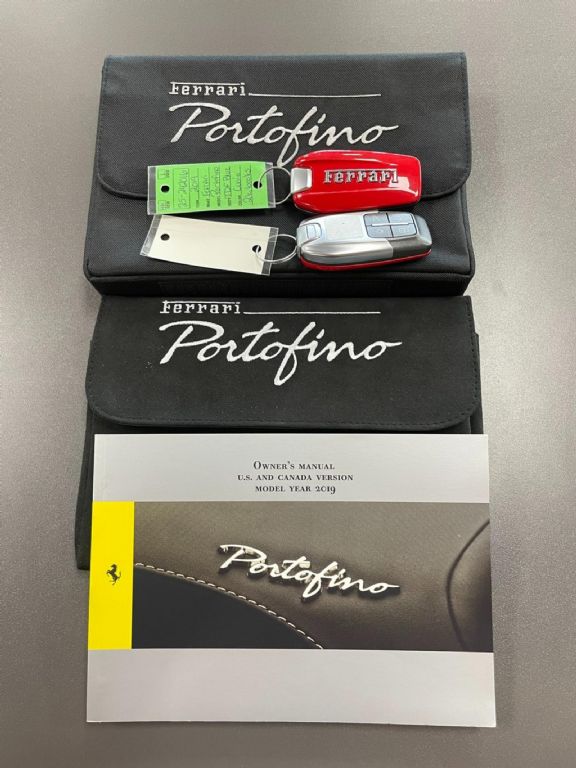 Ferrari
Portofino
Ferrari
Ferrari
Portofino
OWNER'S MANUAL
U.S. AND CANADA VERSION
MODEL YEAR 2019
Portofino